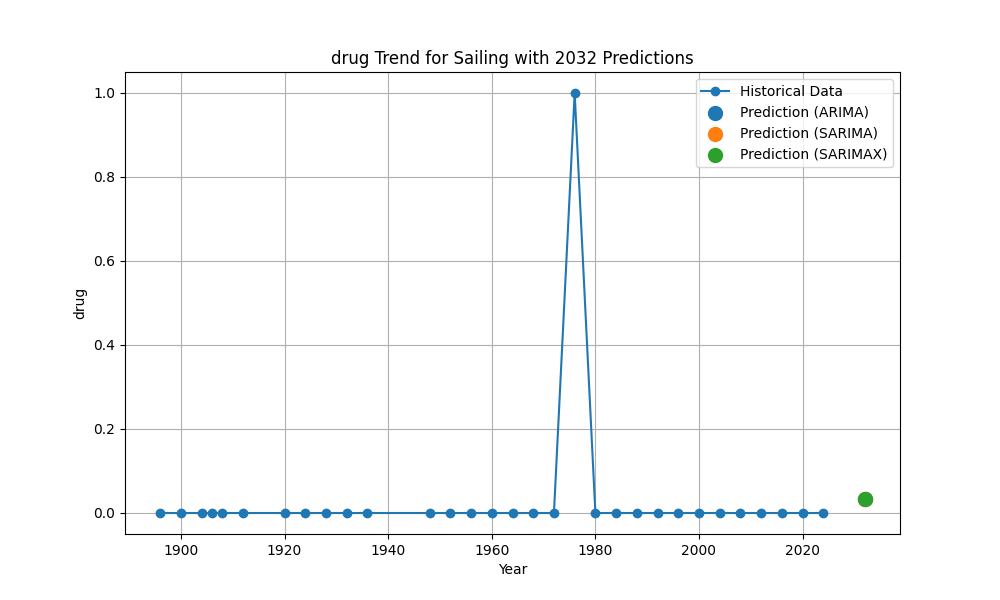 drug Trend for Sailing with 2032 Predictions
Historical Data
Prediction (ARIMA)
Prediction (SARIMA)
Prediction (SARIMAX)
1.0
0.8
0.6
0.4
0.2
0.0
drug
1900
1920
1940
1960
1980
2000
2020
Year